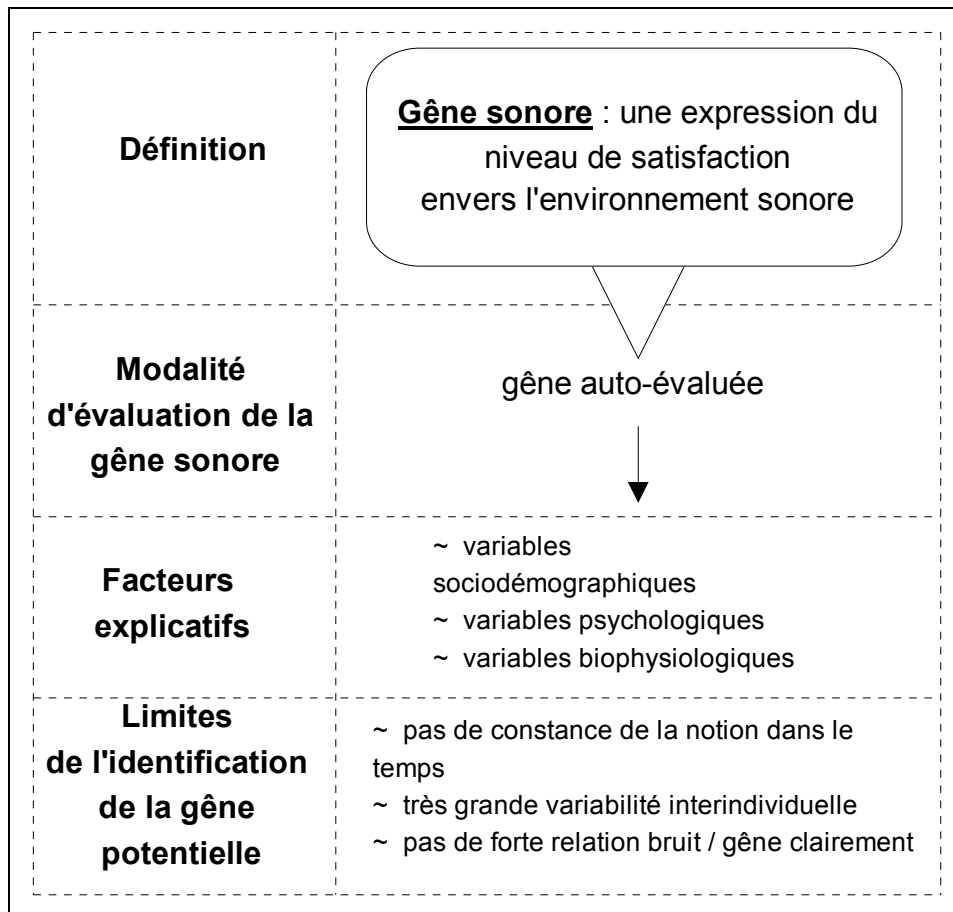 Définition
Gêne sonore : une expression du
niveau de satisfaction
envers l'environnement sonore
Modalité
d'évaluation de la
gêne sonore
gêne auto-évaluée
Facteurs
explicatifs
~ variables
sociodémographiques
~ variables psychologiques
~ variables biophysiologiques
Limites
de l'identification
de la gêne
potentielle
~ pas de constance de la notion dans le
temps
~ très grande variabilité interindividuelle
~ pas de forte relation bruit / gêne clairement